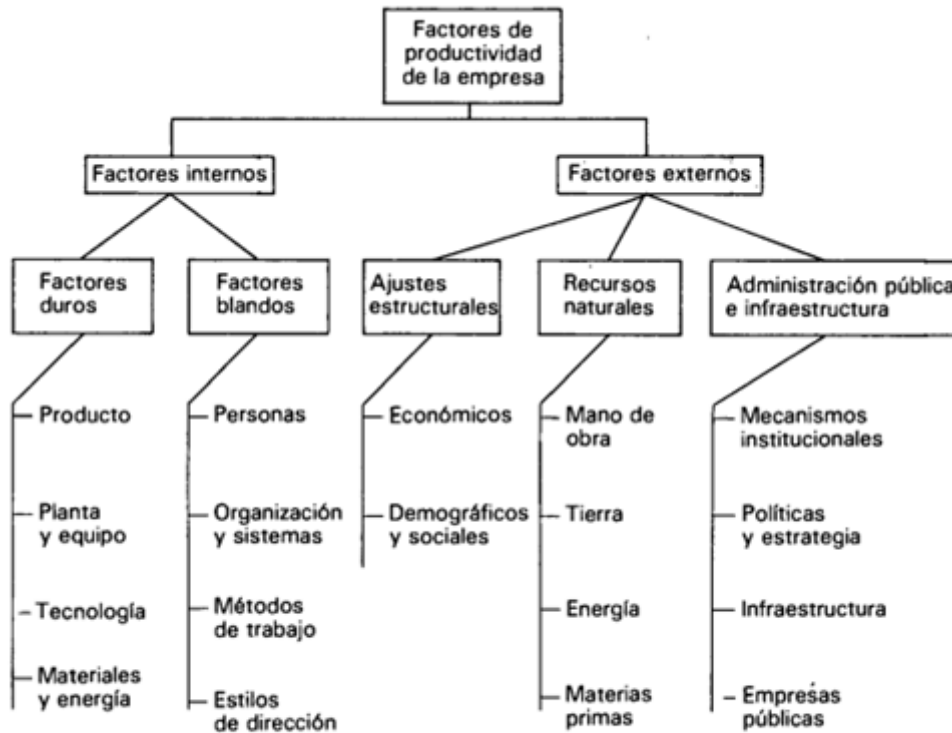 Factores de
productividad
de la empresa
Factores internos
Factores externos
Factores
duros
Factores
blandos
Ajustes
estructurales
Recursos
naturales
Administración pública
e infraestructura
Producto
Planta
y equipo
Tecnología
Materiales
y energía
Personas
Organización
y sistemas
Métodos
de trabajo
Estilos
de dirección
Económicos
Demográficos
y sociales
Mano de
obra
Tierra
Energía
Materias
primas
Mecanismos
institucionales
Políticas
y estrategia
Infraestructura
Empresas
públicas